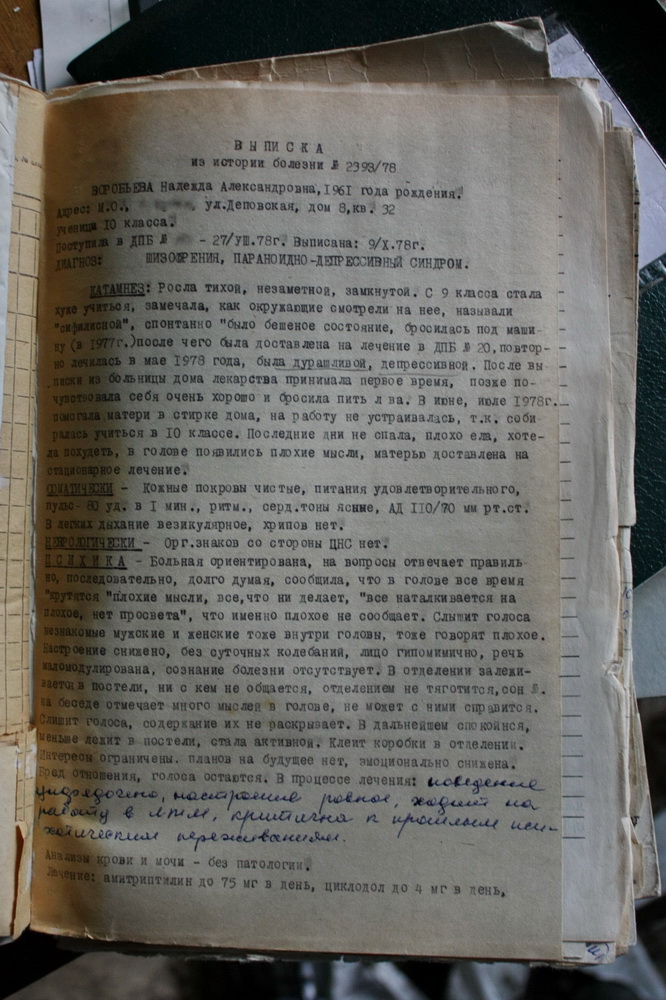 ВЫПИСКА
из истории болезни № 2393/78
ВОРОБЬЕВА Надежда Александровна, 1961 года рождения.
Адрес: М.О., ул.Деповская, дом 8,кв. 32
ученица 10 класса.
Поступила в ДПБ № - 27/УШ.78г. Выписана: 9/Х.78г.
ДИАГНОЗ: ШИЗОФРЕНИЯ, ПАРАНОИДНО-ДЕПРЕССИВНЫЙ СИНДРОМ.
КАТАМНЕЗ: Росла тихой, незаметной, замкнутой. С 9 класса стала
хуже учиться, замечала, как окружающие смотрели на нее, называли
"сифилисной", спонтанно "было бешеное состояние, бросилась под маши-
ну (в 1977г.)после чего была доставлена на лечение в ДПБ № 20,повтор-
но лечилась в мае 1978 года, была дурашливой, депрессивной. После вы
писки из больницы дома лекарства принимала первое время, позже по-
чувствовала себя очень хорошо и бросила пить л ва. В июне, июле 1978г.
помогала матери в стирке дома, на работу не устраивалась, т.к. соби
ралась учиться в 10 классе. Последние дни не спала, плохо ела, хоте-
ла похудеть, в голове появились плохие мысли, матерью доставлена на
стационарное лечение.
СОМАТИЧЕСКИ - Кожные покровы чистые, питания удовлетворительного,
пульс- 80 уд. в I мин., ритм., серд.тоны ясные, АД 110/70 мм рт.ст.
В легких дыхание везикулярное, хрипов нет.
НЕВРОЛОГИЧЕСКИ - Орг.знаков со стороны ЦНС нет.
ПСИХИКА - Больная ориентирована, на вопросы отвечает правиль-
но, последовательно, долго думая, сообщила, что в голове все время
"крутятся "плохие мысли, все,что ни делает, "все наталкивается на
плохое, нет просвета", что именно плохое не сообщает. Слышит голоса
незнакомые мужские и женские тоже внутри головы, тоже говорят плохое.
Настроение снижено, без суточных колебаний, лицо гипомимично, речь
маломодулирована, сознание болезни отсутствует. В отделении залежи-
вается в постели, ни с кем не общается, отделением не тяготится,сон
на беседе отмечает много мыслей в голове, не может с ними справится.
Слышит голоса, содержание их не раскрывает. В дальнейшем спокойнся,
меньше лежит в постели, стала активной. Клеит коробки в отделении.
Интересы ограничены. планов на будущее нет, эмоционально снижена.
Бред отношения, голоса остаются. В процессе лечения: поведение
упорядочено, настроение ровное, ходит на
работу в ЛТМ, критична к прошлым пси-
хотическим переживаниям.
Анализы крови и мочи - без патологии.
Лечение: амитриптилин до 75 мг в день, циклодол до 4 мг в день,